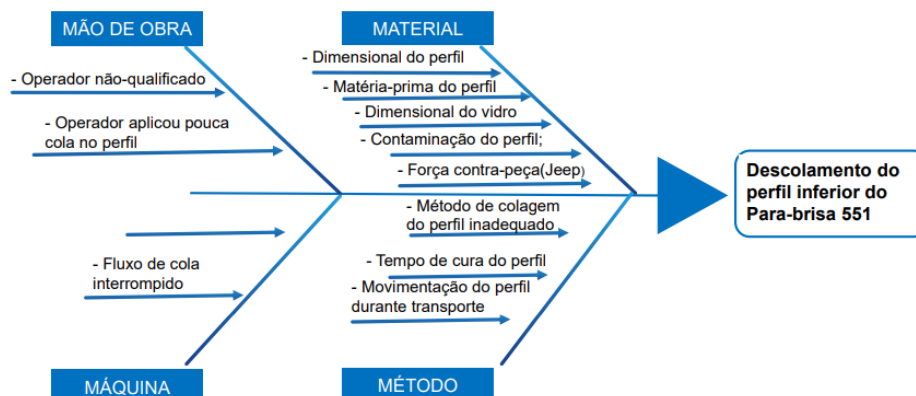 MÃO DE OBRA
- Operador não-qualificado
- Operador aplicou pouca
cola no perfil
MATERIAL
- Dimensional do perfil
- Matéria-prima do perfil
- Dimensional do vidro
- Contaminação do perfil;
- Força contra-peça(Jeep)
Descolamento do
perfil inferior do
Para-brisa 551
- Fluxo de cola
interrompido
MÁQUINA
- Método de colagem
do perfil inadequado
- Tempo de cura do perfil
- Movimentação do perfil
durante transporte
MÉTODO